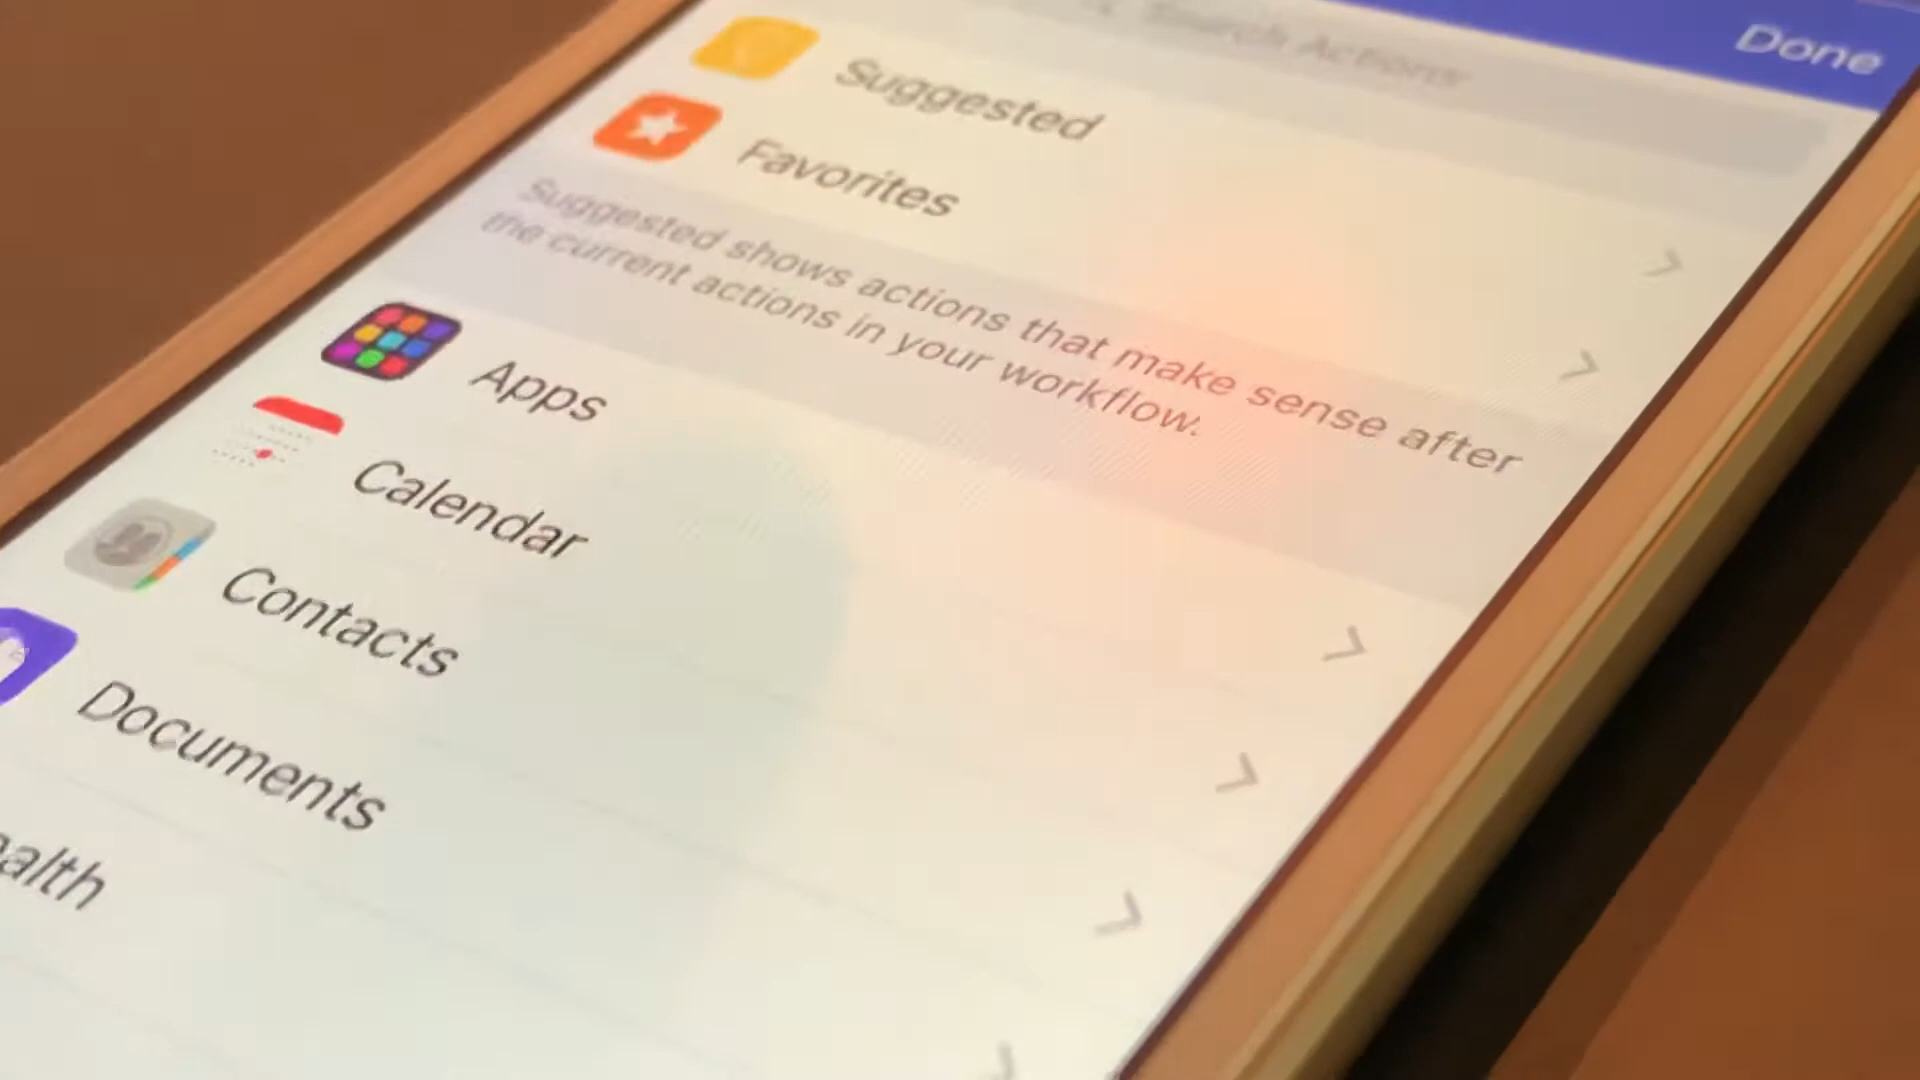 Done
Search Actions
Suggested
Favorites
Suggested shows actions that make sense after
the current actions in your workflow.
Apps
Calendar
Contacts
Documents
alth